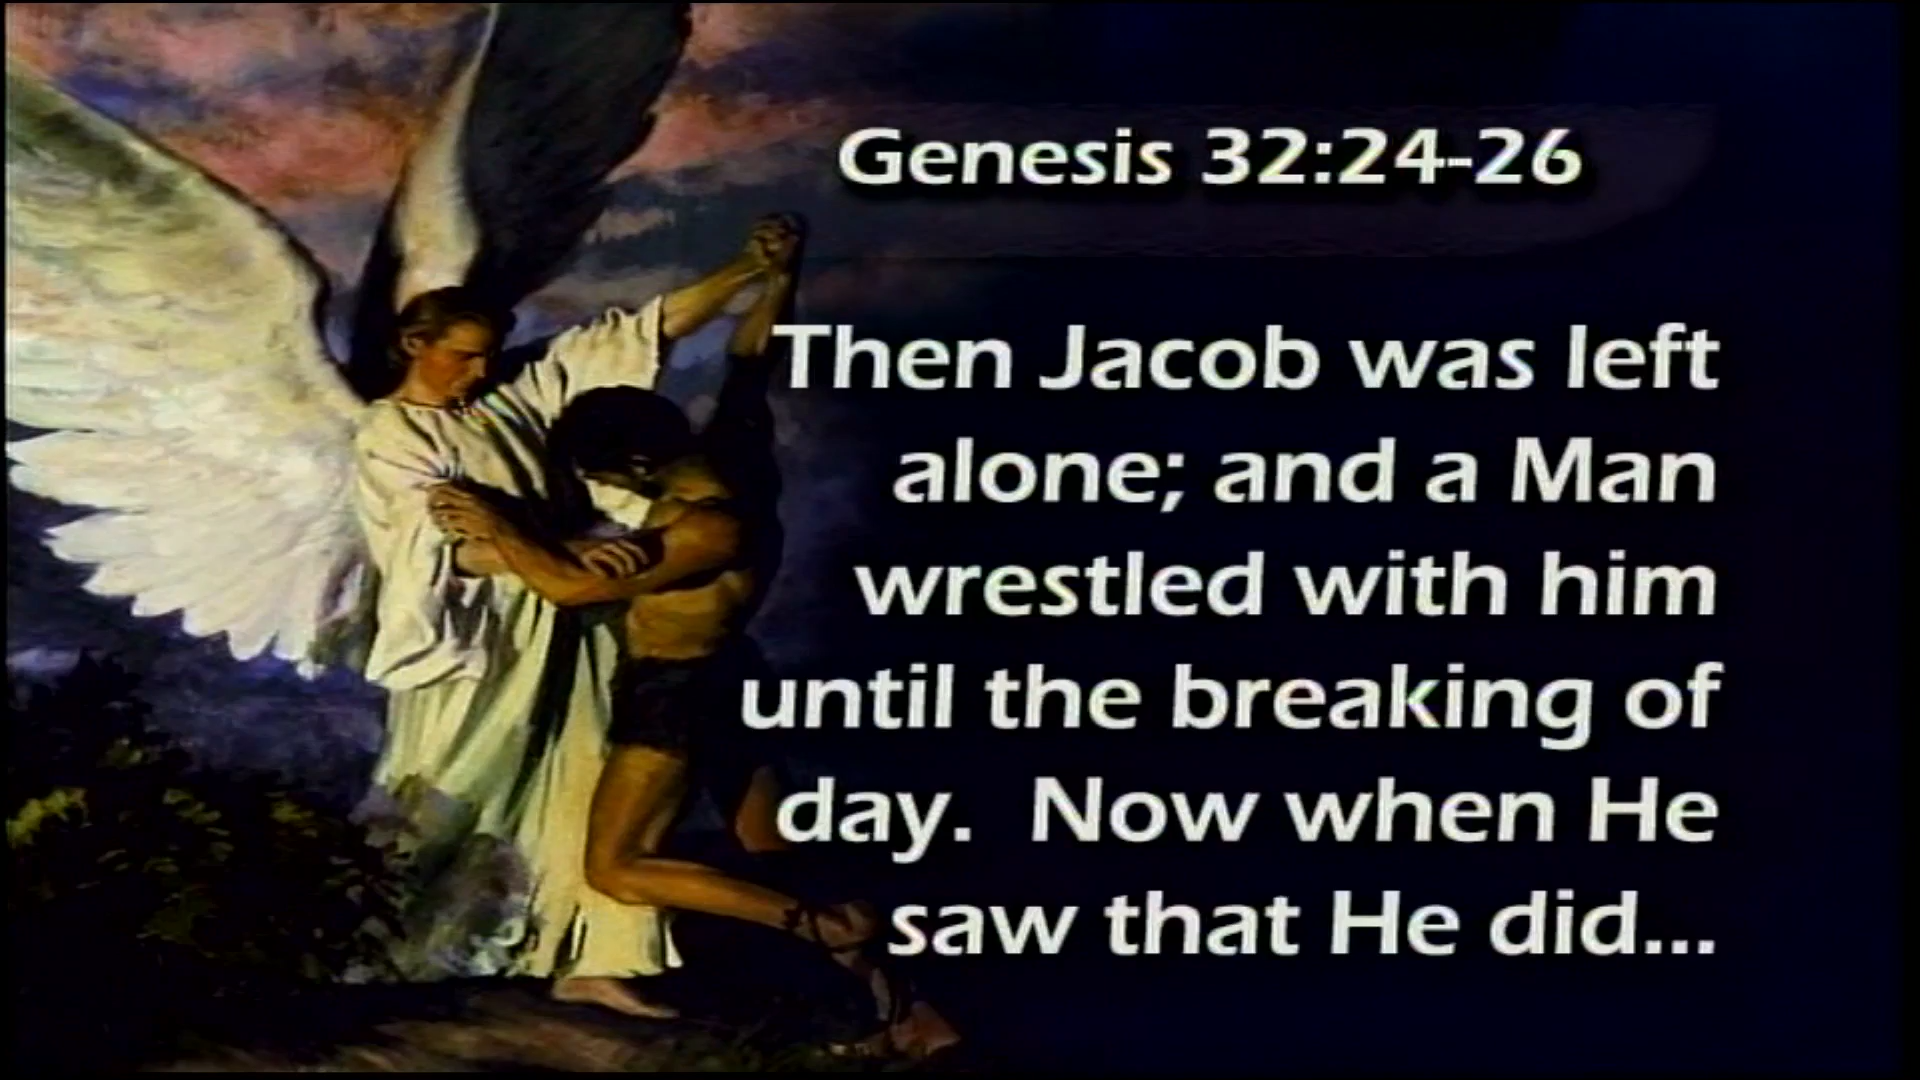 Genesis 32:24-26
Then Jacob was left
alone; and a Man
wrestled with him
until the breaking of
day.  Now when He
saw that He did...